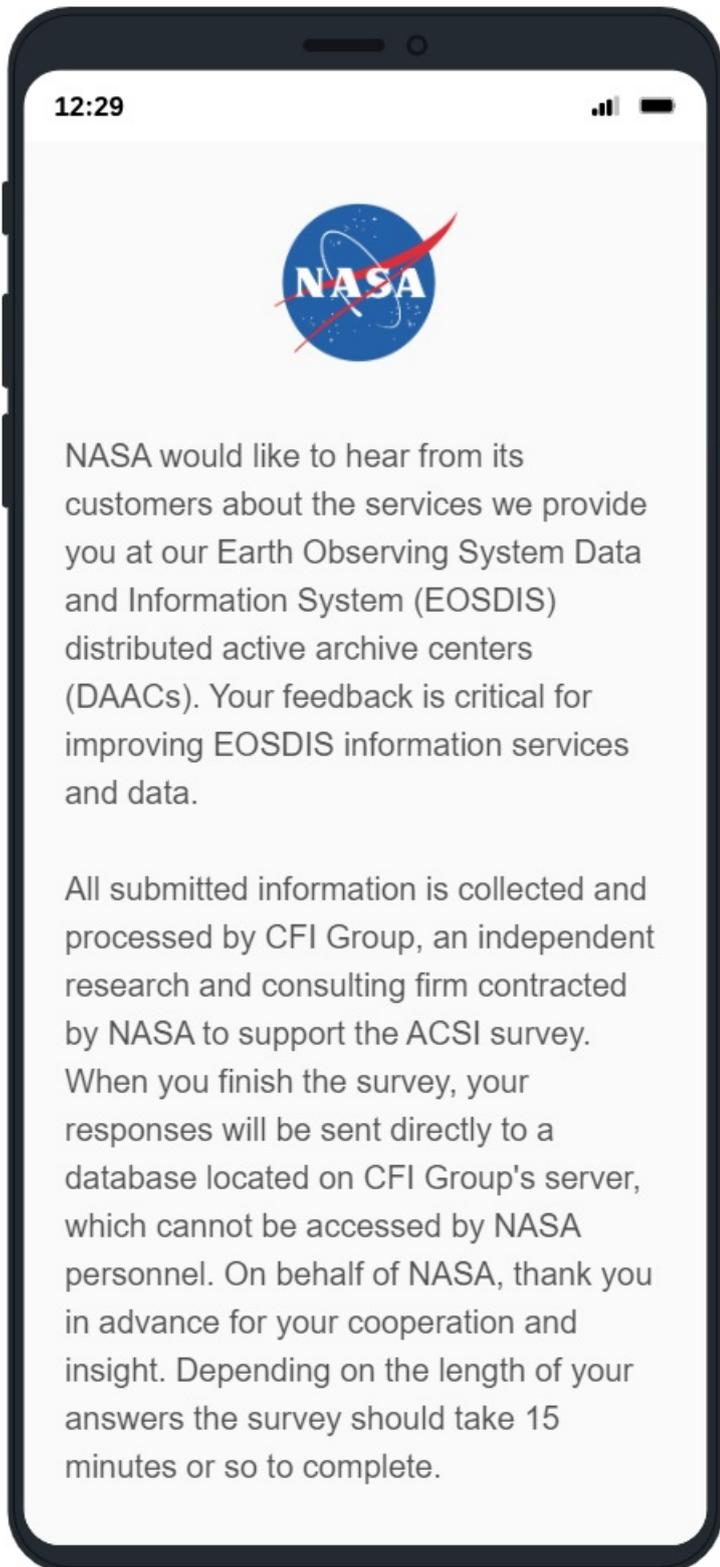 12:29
NASA
NASA would like to hear from its
customers about the services we provide
you at our Earth Observing System Data
and Information System (EOSDIS)
distributed active archive centers
(DAACs). Your feedback is critical for
improving EOSDIS information services
and data.
All submitted information is collected and
processed by CFI Group, an independent
research and consulting firm contracted
by NASA to support the ACSI survey.
When you finish the survey, your
responses will be sent directly to a
database located on CFI Group's server,
which cannot be accessed by NASA
personnel. On behalf of NASA, thank you
in advance for your cooperation and
insight. Depending on the length of your
answers the survey should take 15
minutes or so to complete.